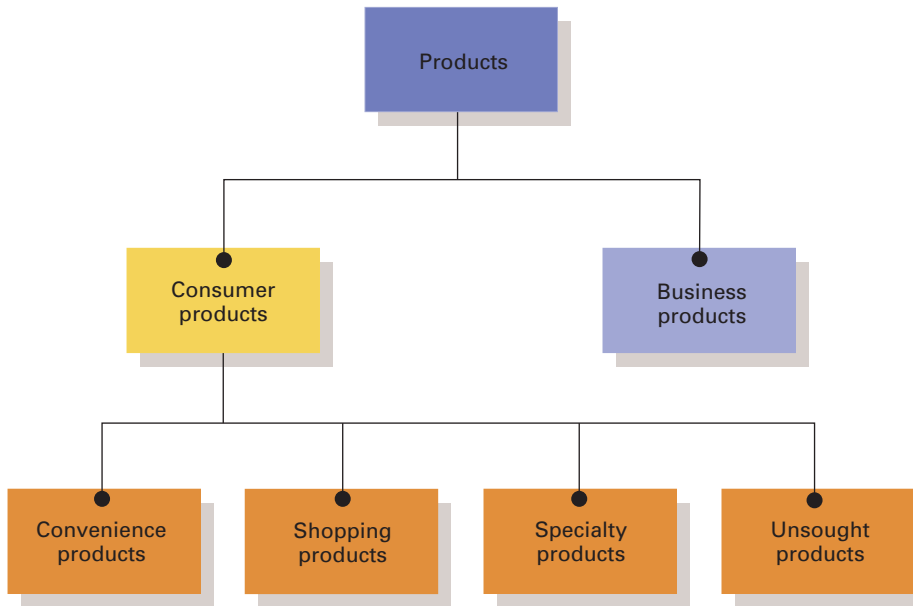 Products
Consumer
products
Business
products
Convenience
products
Shopping
products
Specialty
products
Unsought
products